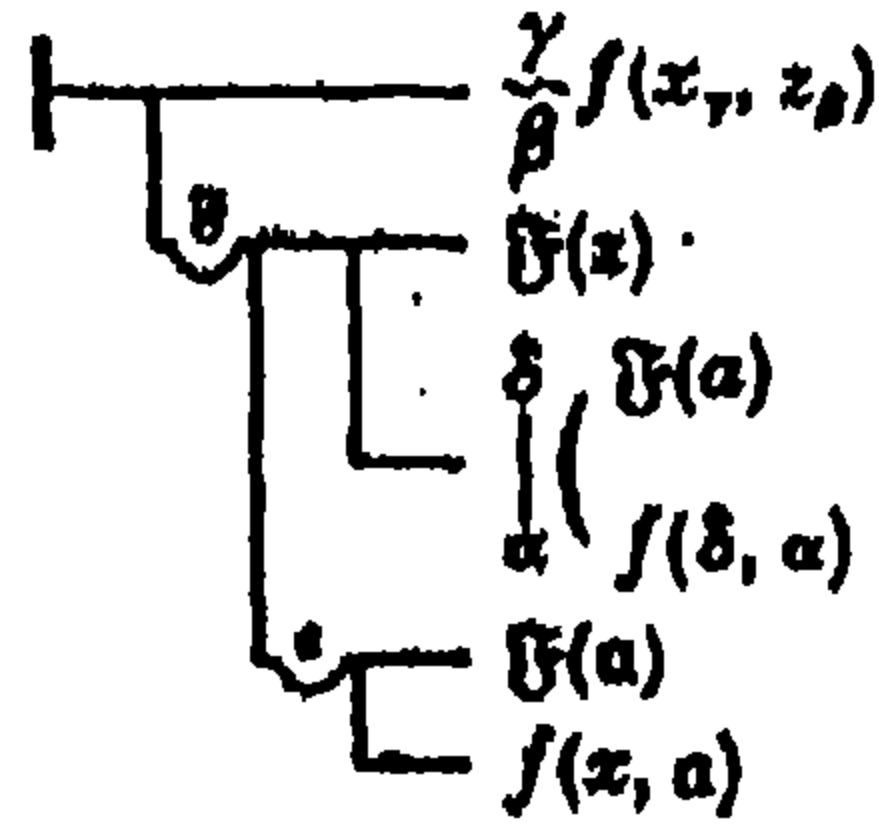 γ
β f(x_γ, z_β)
𝔉
𝔉(x)
δ 𝔉(α)
α ( f(δ, α)
𝔞 𝔉(𝔞)
f(x, 𝔞)